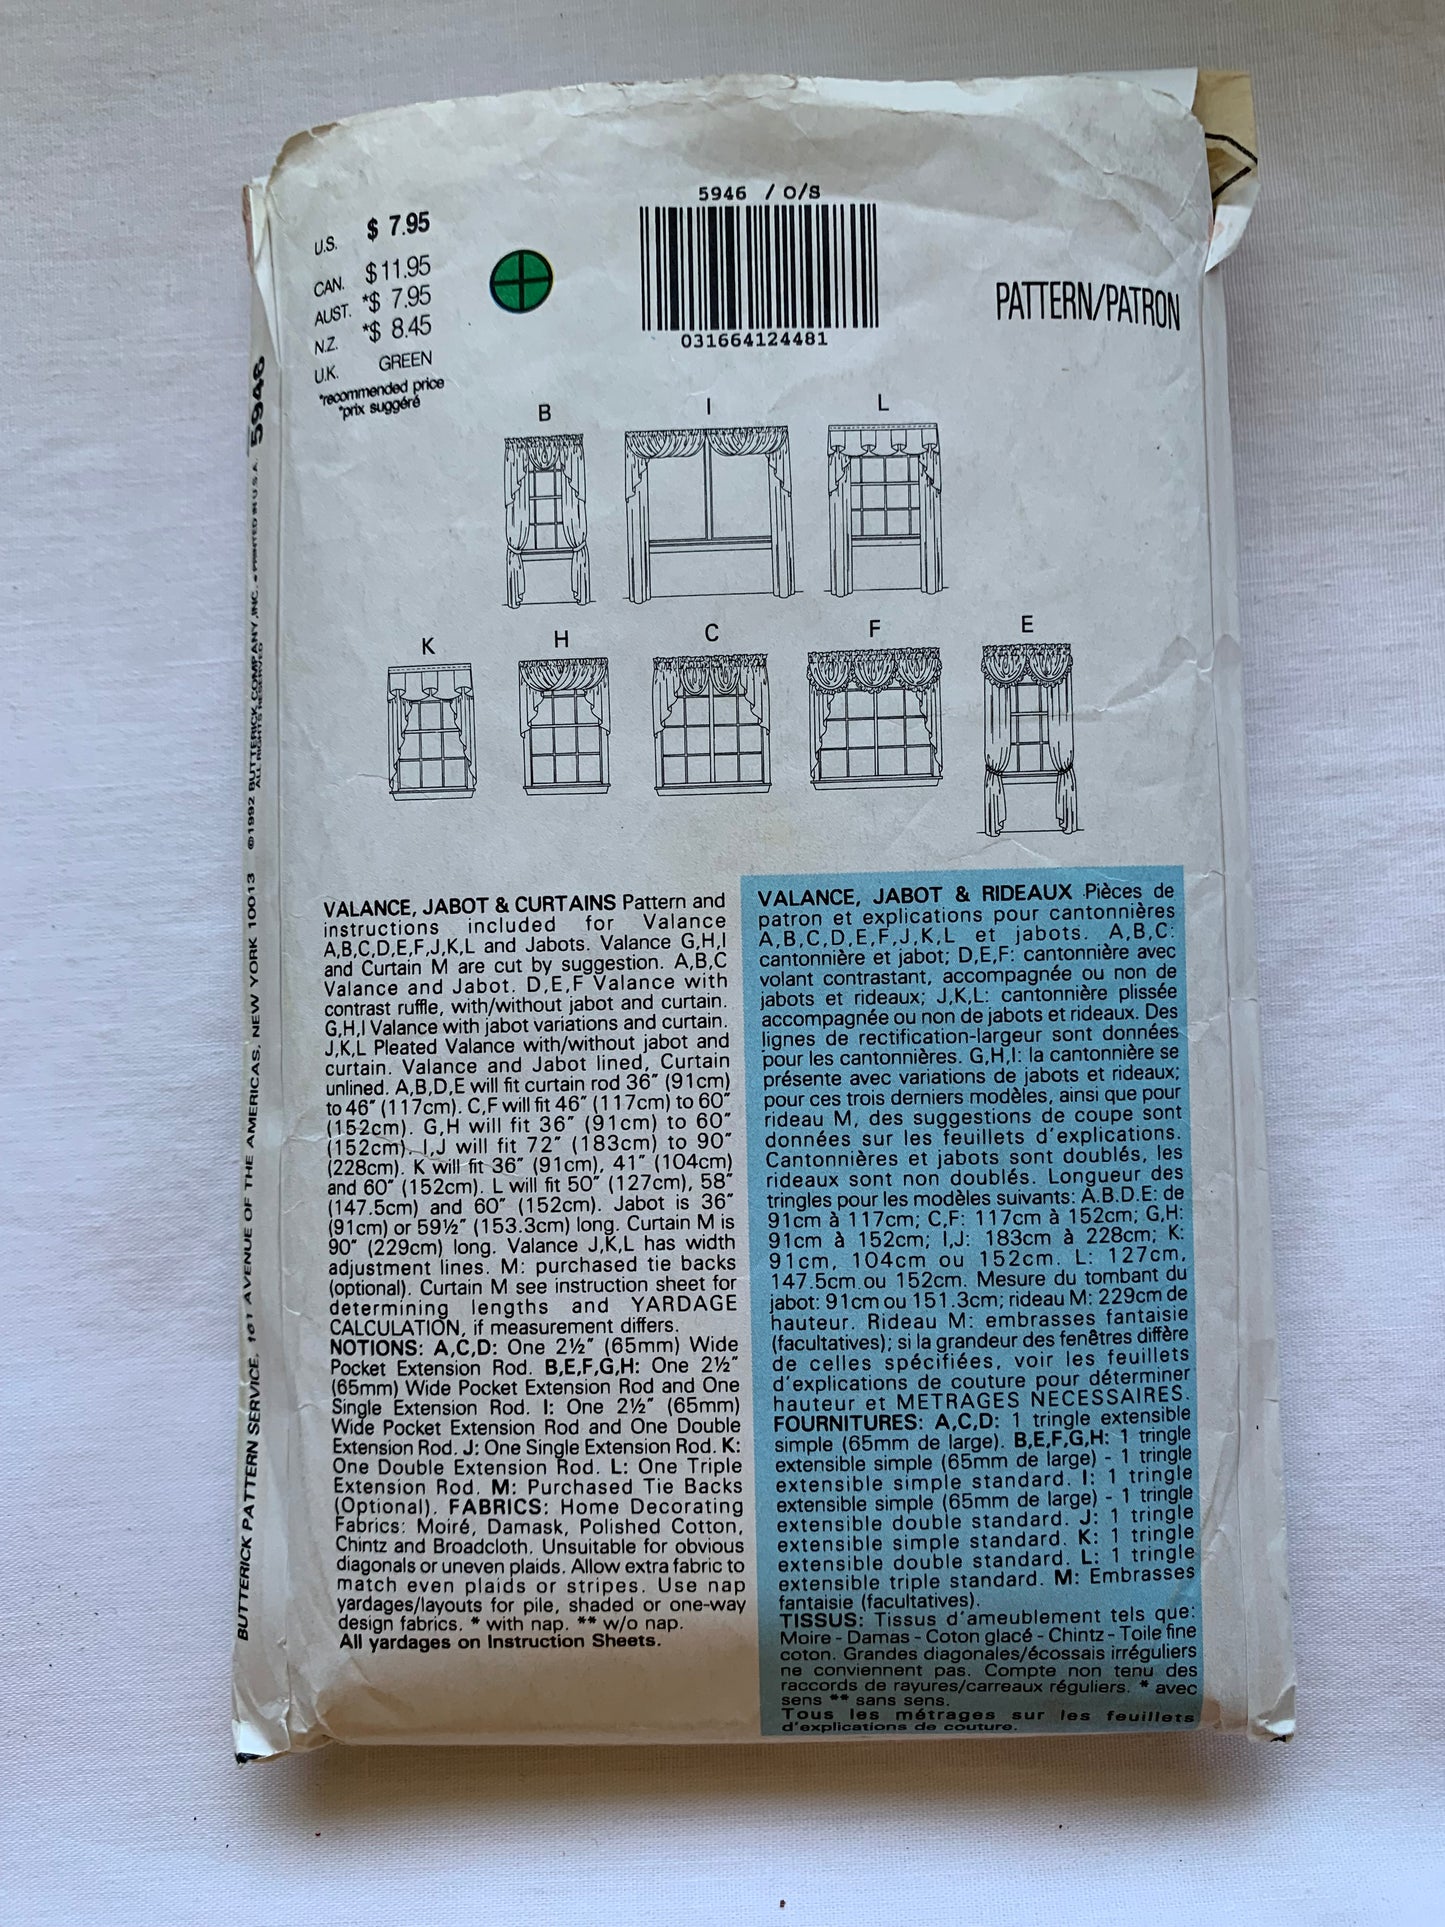 5946 / O/S
U.S. $ 7.95
CAN. $11.95
AUST. *$ 7.95
N.Z. *$ 8.45
U.K. GREEN
*recommended price
*prix suggéré
031664124481
PATTERN/PATRON
B I L
K H C F E
VALANCE, JABOT & CURTAINS Pattern and
instructions included for Valance
A,B,C,D,E,F,J,K,L and Jabots. Valance G,H,I
and Curtain M are cut by suggestion. A,B,C
Valance and Jabot. D,E,F Valance with
contrast ruffle, with/without jabot and curtain.
G,H,I Valance with jabot variations and curtain.
J,K,L Pleated Valance with/without jabot and
curtain. Valance and Jabot lined, Curtain
unlined. A,B,D,E will fit curtain rod 36″ (91cm)
to 46″ (117cm). C,F will fit 46″ (117cm) to 60″
(152cm). G,H will fit 36″ (91cm) to 60″
(152cm). I,J will fit 72″ (183cm) to 90″
(228cm). K will fit 36″ (91cm), 41″ (104cm)
and 60″ (152cm). L will fit 50″ (127cm), 58″
(147.5cm) and 60″ (152cm). Jabot is 36″
(91cm) or 59½″ (153.3cm) long. Curtain M is
90″ (229cm) long. Valance J,K,L has width
adjustment lines. M: purchased tie backs
(optional). Curtain M see instruction sheet for
determining lengths and YARDAGE
CALCULATION, if measurement differs.
NOTIONS: A,C,D: One 2½″ (65mm) Wide
Pocket Extension Rod. B,E,F,G,H: One 2½″
(65mm) Wide Pocket Extension Rod and One
Single Extension Rod. I: One 2½″ (65mm)
Wide Pocket Extension Rod and One Double
Extension Rod. J: One Single Extension Rod. K:
One Double Extension Rod. L: One Triple
Extension Rod. M: Purchased Tie Backs
(Optional). FABRICS: Home Decorating
Fabrics: Moiré, Damask, Polished Cotton,
Chintz and Broadcloth. Unsuitable for obvious
diagonals or uneven plaids. Allow extra fabric to
match even plaids or stripes. Use nap
yardages/layouts for pile, shaded or one-way
design fabrics. * with nap. ** w/o nap.
All yardages on Instruction Sheets.
VALANCE, JABOT & RIDEAUX Pièces de
patron et explications pour cantonnières
A,B,C,D,E,F,J,K,L et jabots. A,B,C:
cantonnière et jabot; D,E,F: cantonnière avec
volant contrastant, accompagnée ou non de
jabots et rideaux; J,K,L: cantonnière plissée
accompagnée ou non de jabots et rideaux. Des
lignes de rectification-largeur sont données
pour les cantonnières. G,H,I: la cantonnière se
présente avec variations de jabots et rideaux;
pour ces trois derniers modèles, ainsi que pour
rideau M, des suggestions de coupe sont
données sur les feuillets d'explications.
Cantonnières et jabots sont doublés, les
rideaux sont non doublés. Longueur des
tringles pour les modèles suivants: A.B.D.E: de
91cm à 117cm; C,F: 117cm à 152cm; G,H:
91cm à 152cm; I,J: 183cm à 228cm; K:
91cm, 104cm ou 152cm. L: 127cm,
147.5cm ou 152cm. Mesure du tombant du
jabot: 91cm ou 151.3cm; rideau M: 229cm de
hauteur. Rideau M: embrasses fantaisie
(facultatives); si la grandeur des fenêtres diffère
de celles spécifiées, voir les feuillets
d'explications de couture pour déterminer
hauteur et METRAGES NECESSAIRES.
FOURNITURES: A,C,D: 1 tringle extensible
simple (65mm de large). B,E,F,G,H: 1 tringle
extensible simple (65mm de large) - 1 tringle
extensible simple standard. I: 1 tringle
extensible simple (65mm de large) - 1 tringle
extensible double standard. J: 1 tringle
extensible simple standard. K: 1 tringle
extensible double standard. L: 1 tringle
extensible triple standard. M: Embrasses
fantaisie (facultatives).
TISSUS: Tissus d'ameublement tels que:
Moire - Damas - Coton glacé - Chintz - Toile fine
coton. Grandes diagonales/écossais irréguliers
ne conviennent pas. Compte non tenu des
raccords de rayures/carreaux réguliers. * avec
sens ** sans sens.
Tous les métrages sur les feuillets
d'explications de couture.
BUTTERICK PATTERN SERVICE, 161 AVENUE OF THE AMERICAS, NEW YORK 10013 ©1992 BUTTERICK COMPANY, INC. • PRINTED IN U.S.A. 5946
ALL RIGHTS RESERVED